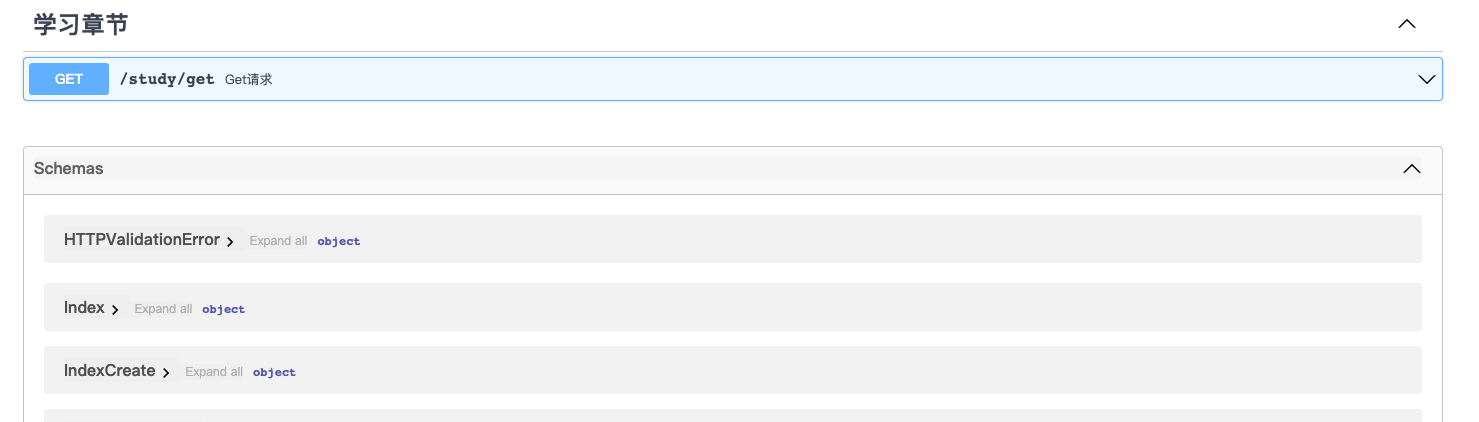 学习章节
GET /study/get Get请求
Schemas
HTTPValidationError Expand all object
Index Expand all object
IndexCreate Expand all object